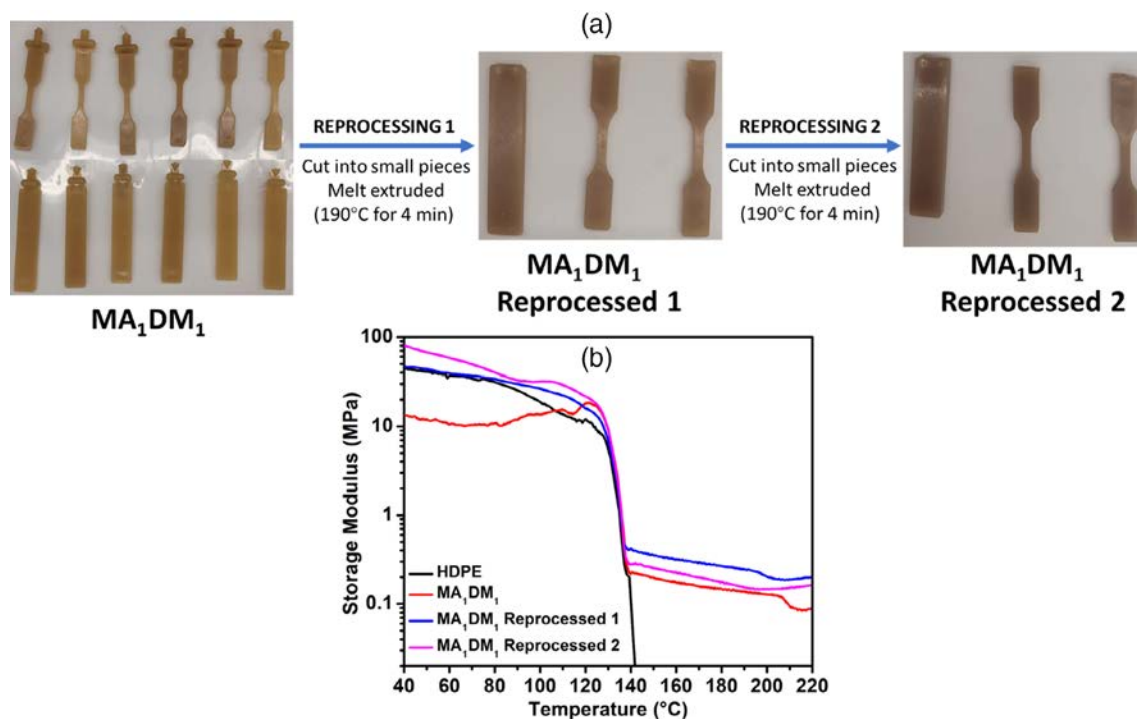 (a)
REPROCESSING 1
Cut into small pieces
Melt extruded
(190°C for 4 min)
REPROCESSING 2
Cut into small pieces
Melt extruded
(190°C for 4 min)
MA₁DM₁
MA₁DM₁
Reprocessed 1
MA₁DM₁
Reprocessed 2
(b)
Storage Modulus (MPa)
100
10
1
0.1
HDPE
MA₁DM₁
MA₁DM₁ Reprocessed 1
MA₁DM₁ Reprocessed 2
40 60 80 100 120 140 160 180 200 220
Temperature (°C)